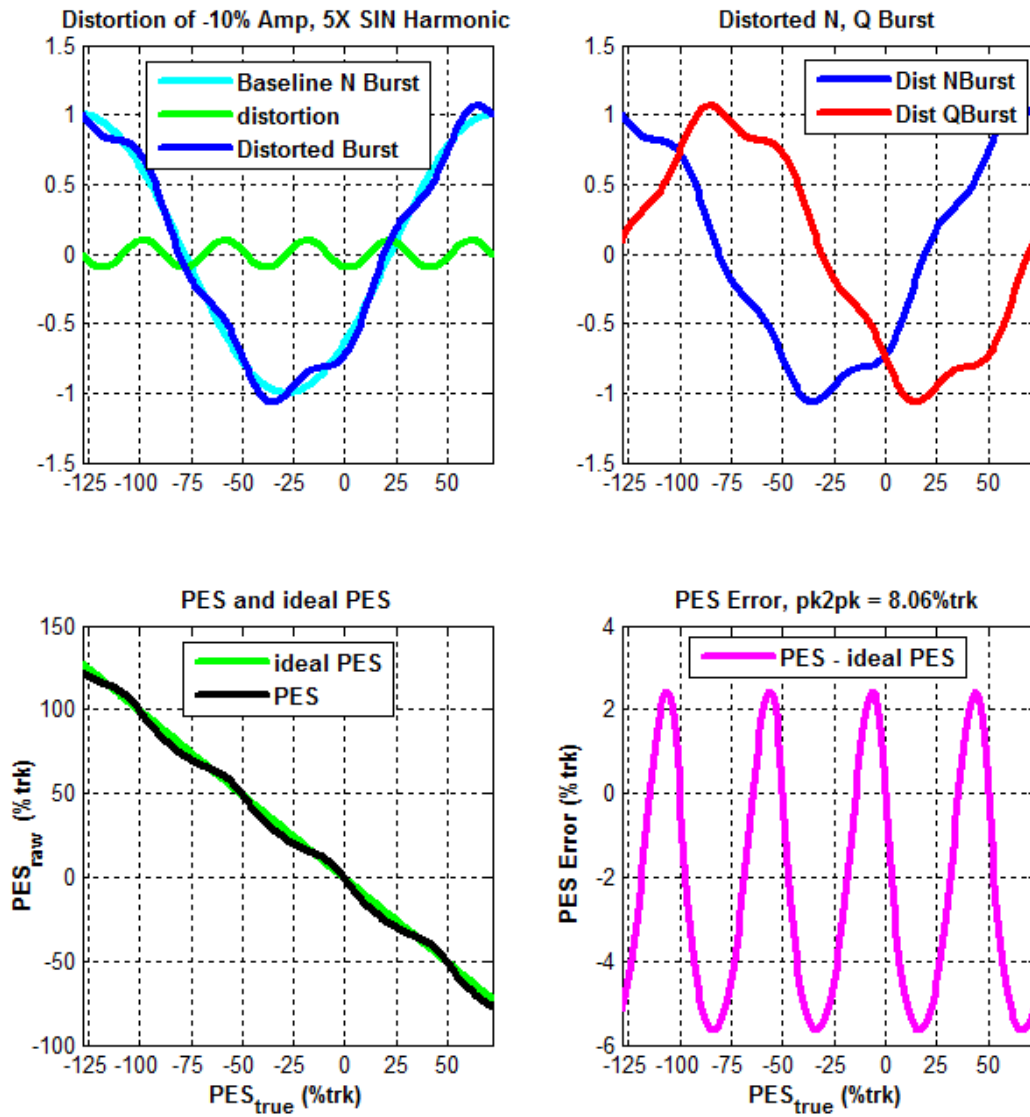 Distortion of -10% Amp, 5X SIN Harmonic
1.5
1
0.5
0
-0.5
-1
-1.5
Baseline N Burst
distortion
Distorted Burst
-125 -100 -75 -50 -25 0 25 50
Distorted N, Q Burst
1.5
1
0.5
0
-0.5
-1
-1.5
Dist NBurst
Dist QBurst
-125 -100 -75 -50 -25 0 25 50
PES and ideal PES
PESraw (%trk)
150
100
50
0
-50
-100
ideal PES
PES
-125 -100 -75 -50 -25 0 25 50
PEStrue (%trk)
PES Error, pk2pk = 8.06%trk
PES Error (%trk)
4
2
0
-2
-4
-6
PES - ideal PES
-125 -100 -75 -50 -25 0 25 50
PEStrue (%trk)